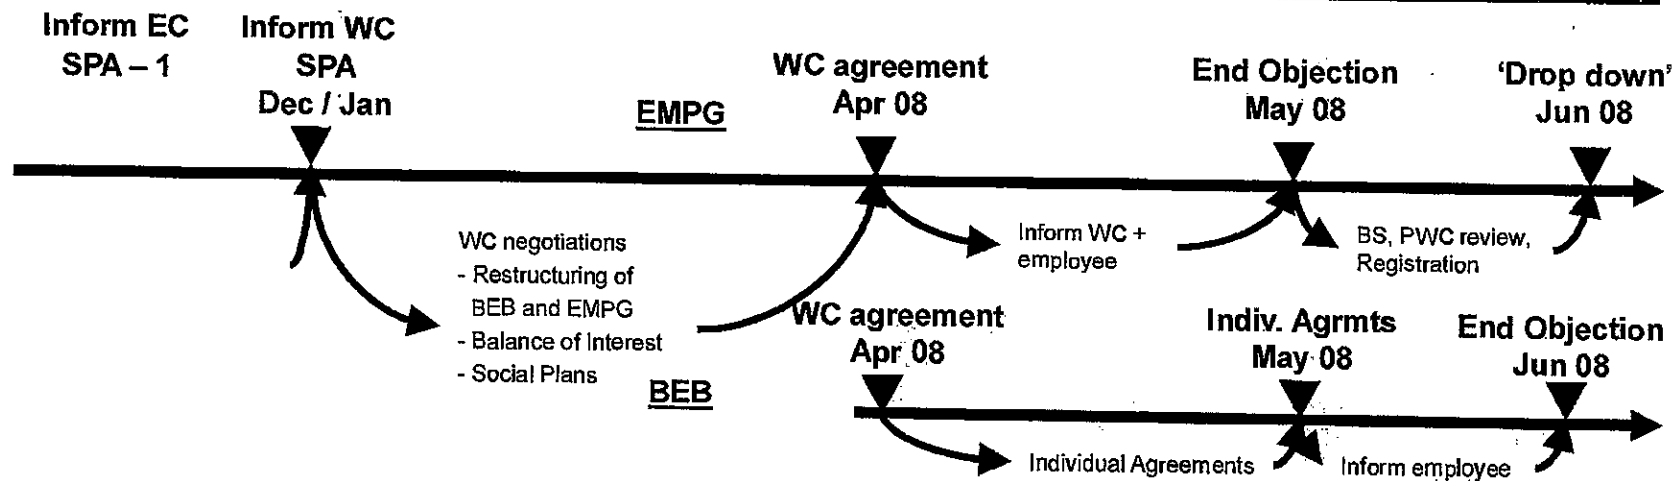 Inform EC
SPA – 1
Inform WC
SPA
Dec / Jan
EMPG
WC agreement
Apr 08
End Objection
May 08
'Drop down'
Jun 08
WC negotiations
- Restructuring of
BEB and EMPG
- Balance of Interest
- Social Plans
Inform WC +
employee
BS, PWC review,
Registration
BEB
WC agreement
Apr 08
Indiv. Agrmts
May 08
End Objection
Jun 08
Individual Agreements
Inform employee